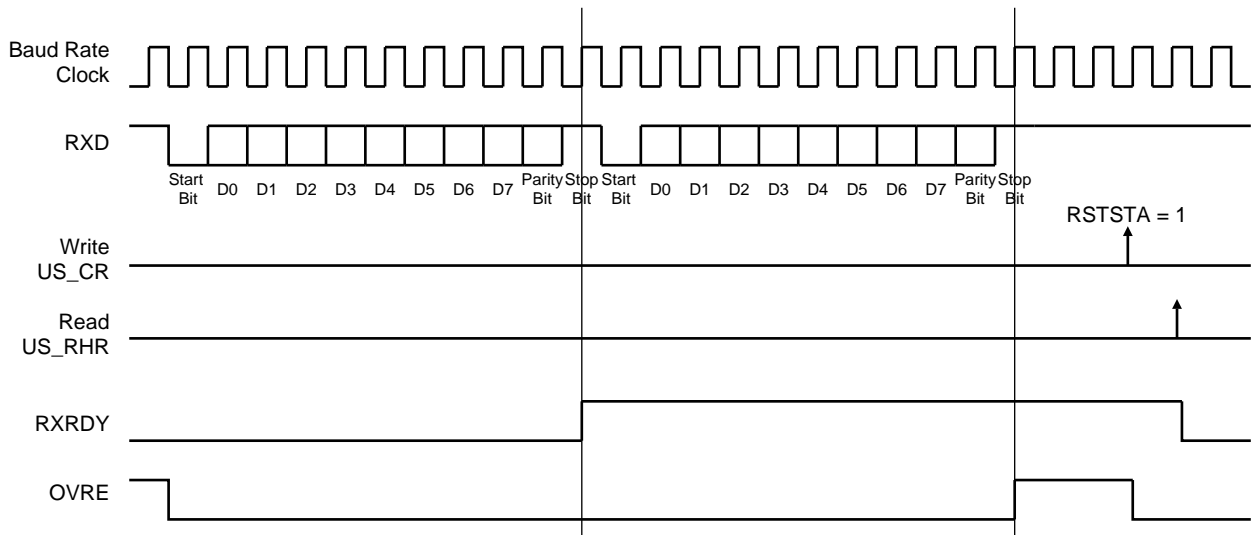 Baud Rate
Clock
RXD
Start
Bit
D0
D1
D2
D3
D4
D5
D6
D7
Parity
Bit
Stop
Bit
Start
Bit
D0
D1
D2
D3
D4
D5
D6
D7
Parity
Bit
Stop
Bit
RSTSTA = 1
Write
US_CR
Read
US_RHR
RXRDY
OVRE